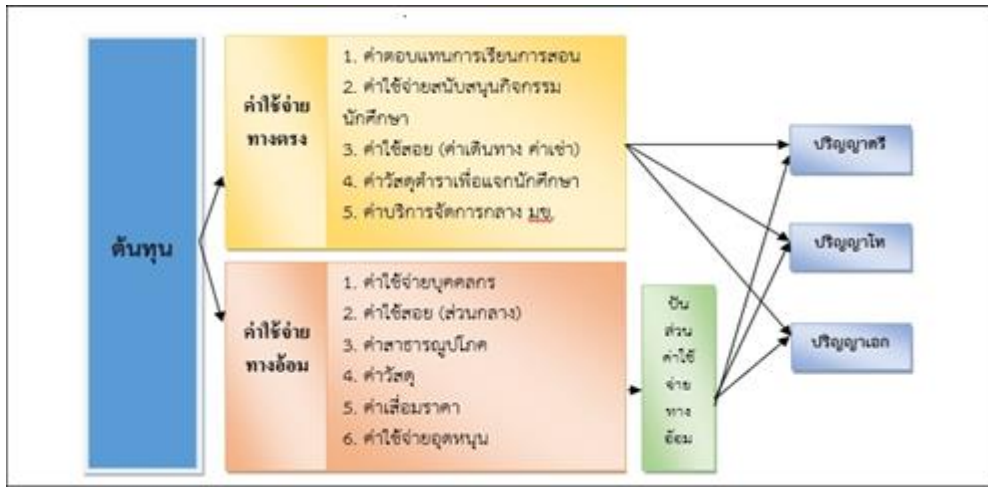 ต้นทุน
ค่าใช้จ่าย
ทางตรง
1. ค่าตอบแทนการเรียนการสอน
2. ค่าใช้จ่ายสนับสนุนกิจกรรม
นักศึกษา
3. ค่าใช้สอย (ค่าเดินทาง ค่าเช่า)
4. ค่าวัสดุตำราเพื่อแจกนักศึกษา
5. ค่าบริการจัดการกลาง มข.
ค่าใช้จ่าย
ทางอ้อม
1. ค่าใช้จ่ายบุคคลกร
2. ค่าใช้สอย (ส่วนกลาง)
3. ค่าสาธารณูปโภค
4. ค่าวัสดุ
5. ค่าเสื่อมราคา
6. ค่าใช้จ่ายอุดหนุน
ปัน
ส่วน
ค่าใช้
จ่าย
ทาง
อ้อม
ปริญญาตรี
ปริญญาโท
ปริญญาเอก